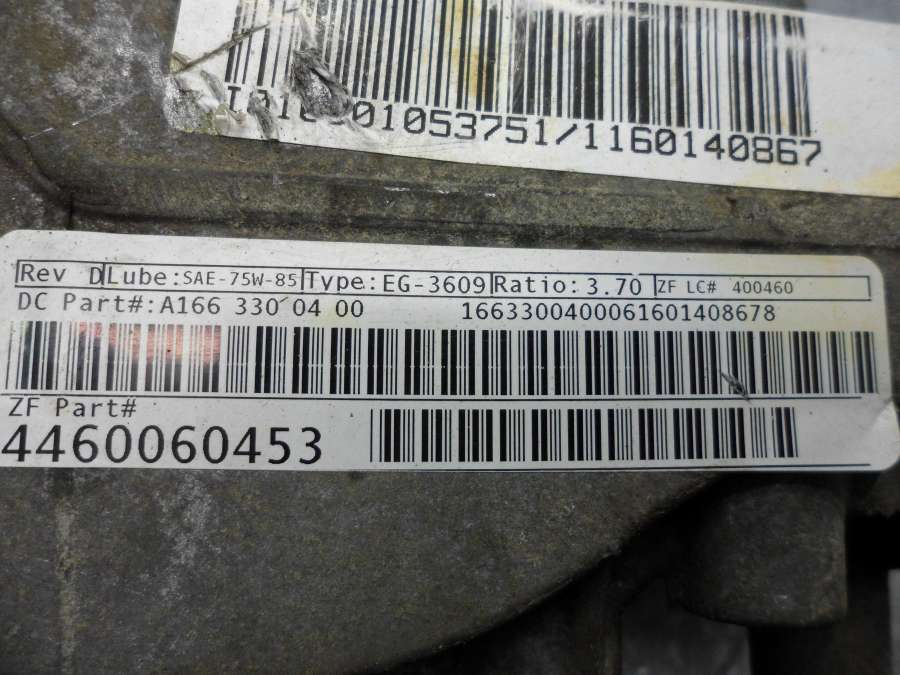 01053751/1160140867
Rev D Lube:SAE-75W-85 Type:EG-3609 Ratio: 3.70 ZF LC# 400460
DC Part#:A166 330 04 00 1663300400061601408678
ZF Part#
4460060453